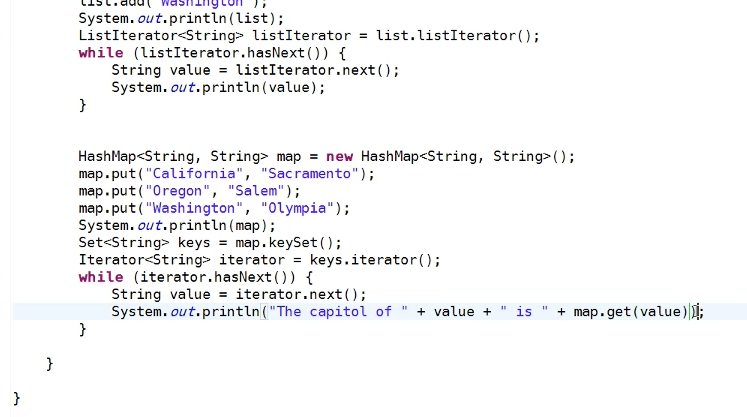 list.add("Washington");
System.out.println(list);
ListIterator<String> listIterator = list.listIterator();
while (listIterator.hasNext()) {
String value = listIterator.next();
System.out.println(value);
}
HashMap<String, String> map = new HashMap<String, String>();
map.put("California", "Sacramento");
map.put("Oregon", "Salem");
map.put("Washington", "Olympia");
System.out.println(map);
Set<String> keys = map.keySet();
Iterator<String> iterator = keys.iterator();
while (iterator.hasNext()) {
String value = iterator.next();
System.out.println("The capitol of " + value + " is " + map.get(value));
}
}
}